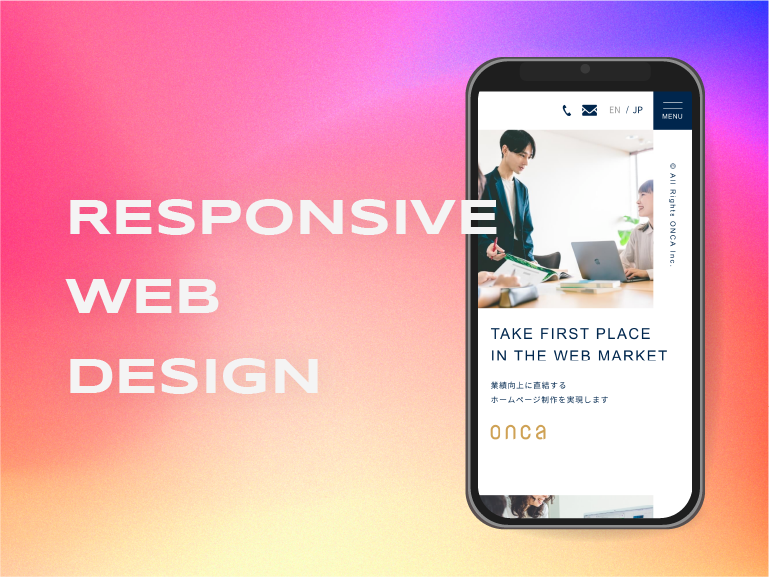 RESPONSIVE
WEB
DESIGN
EN / JP
MENU
© All Rights ONCA Inc.
TAKE FIRST PLACE
IN THE WEB MARKET
業績向上に直結する
ホームページ制作を実現します
onca